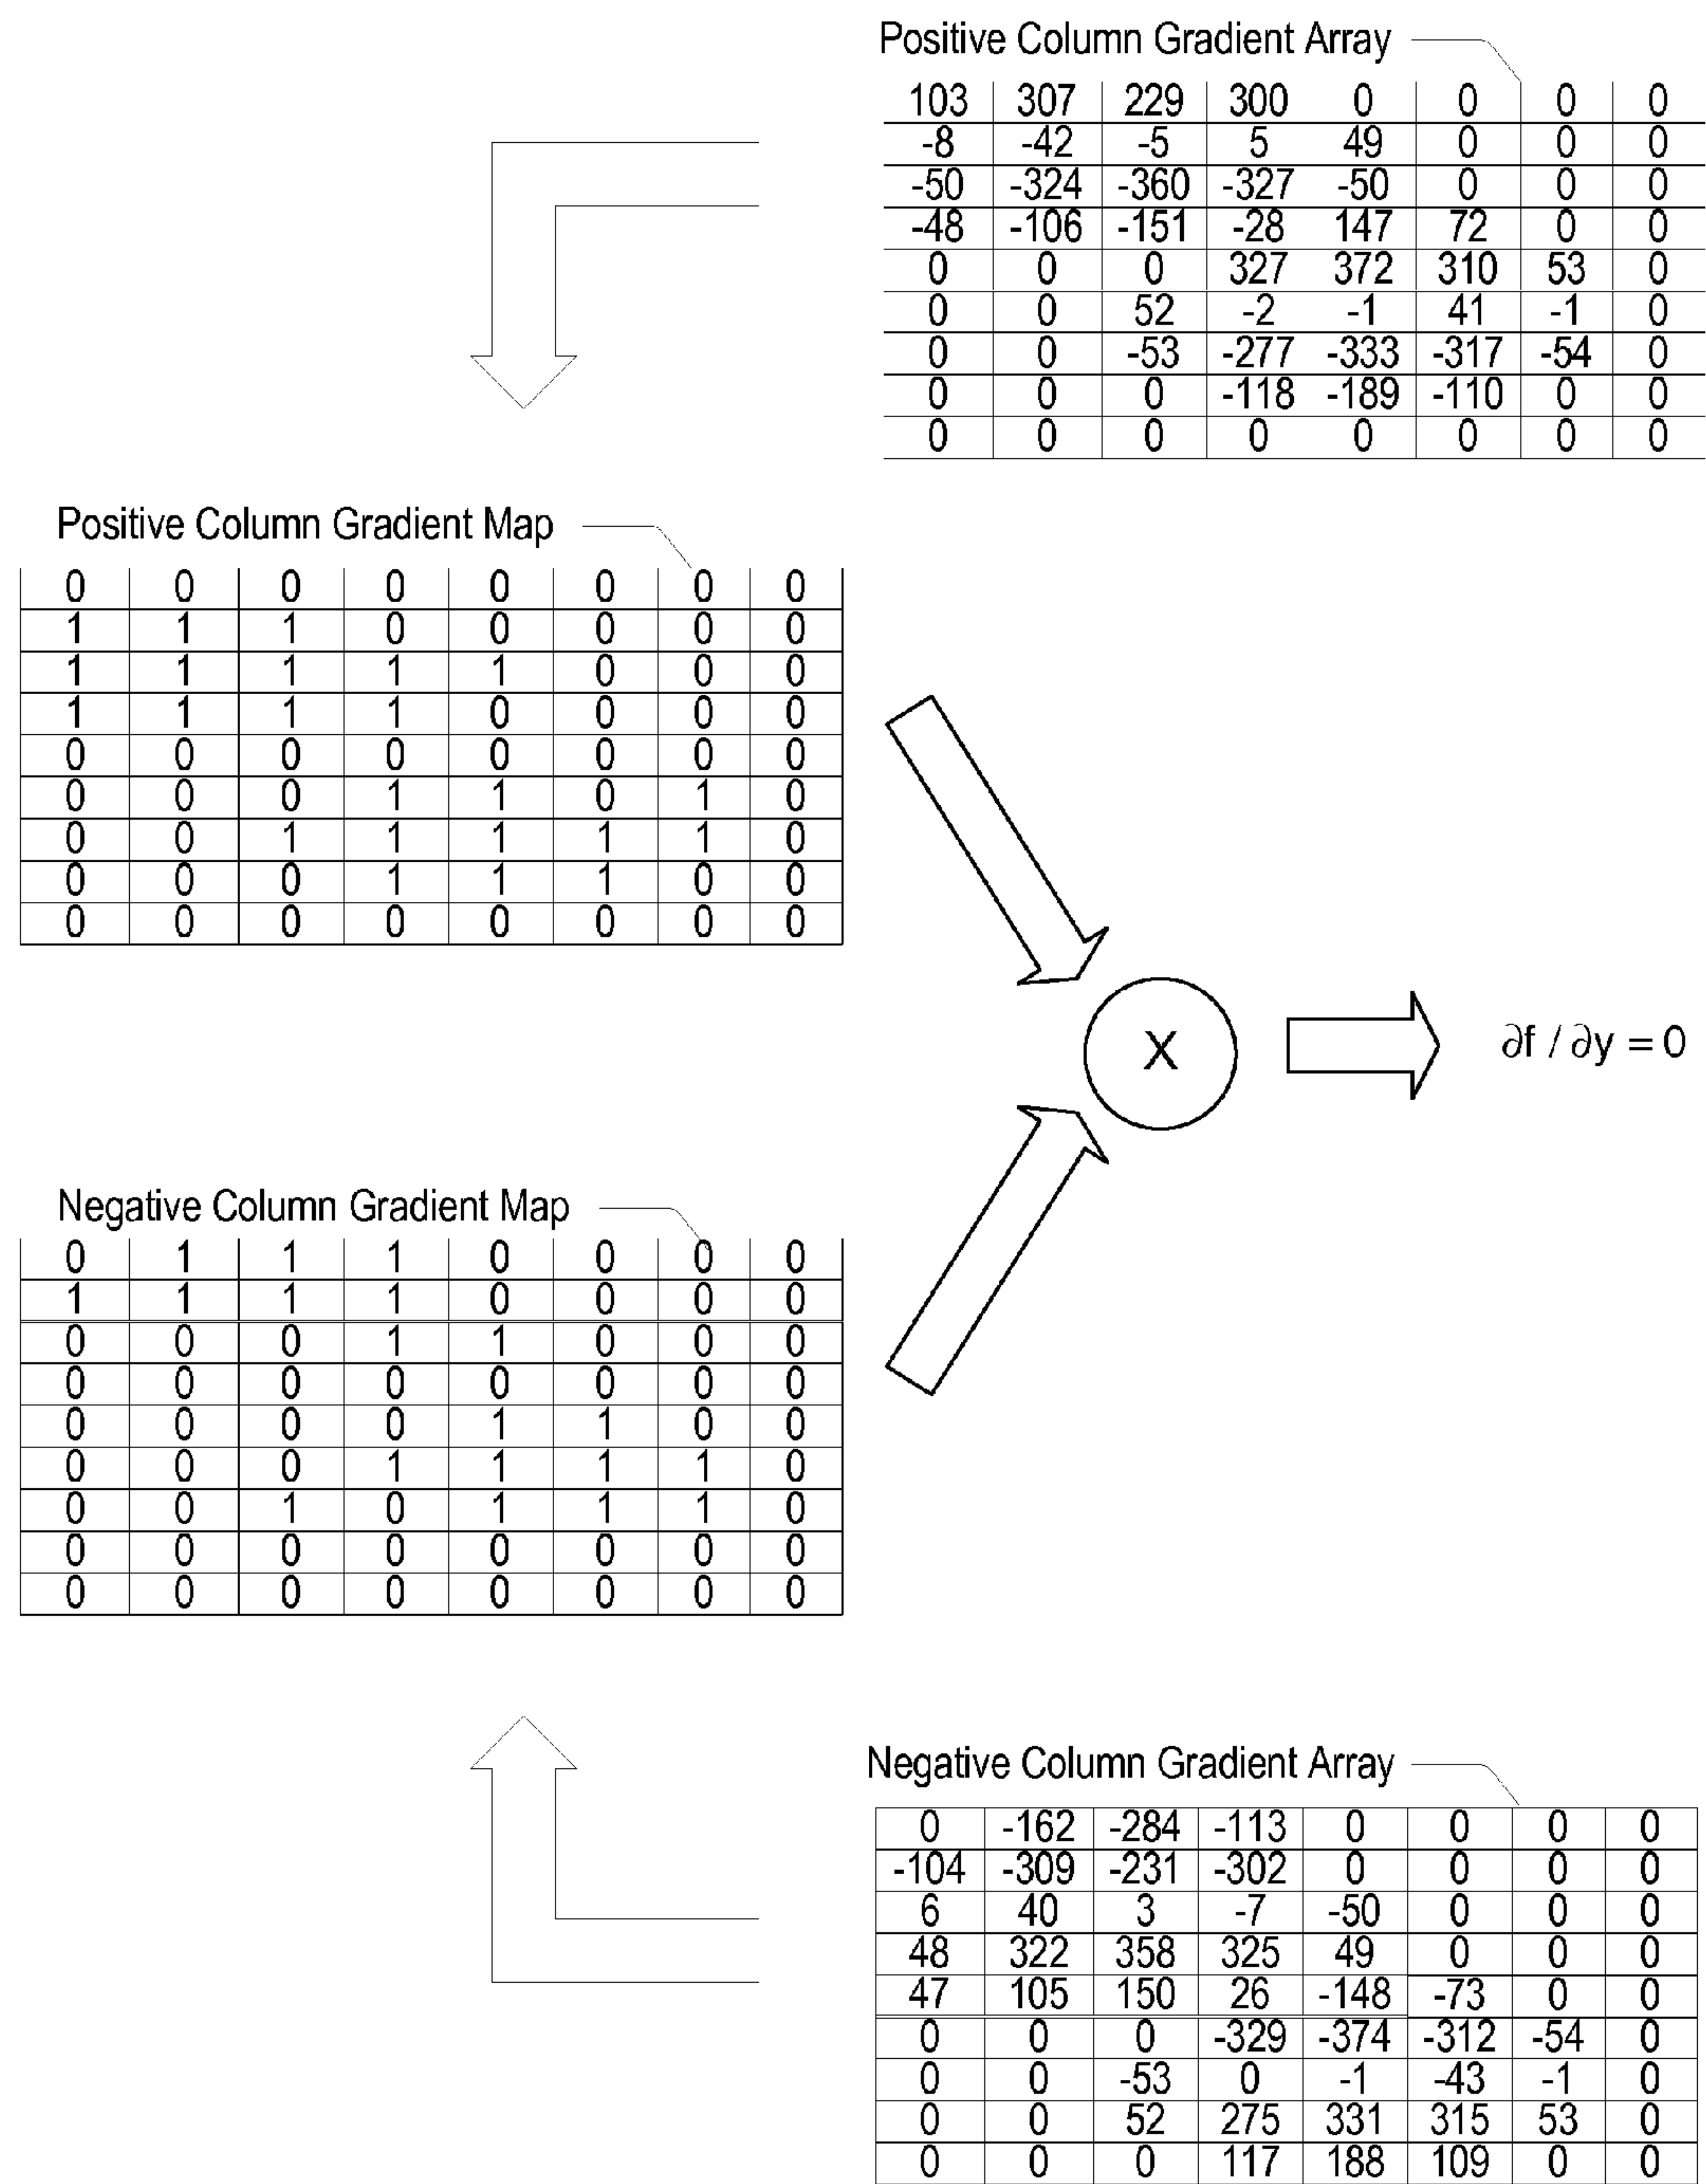 Positive Column Gradient Array
103 307 229 300 0 0 0 0
-8 -42 -5 5 49 0 0 0
-50 -324 -360 -327 -50 0 0 0
-48 -106 -151 -28 147 72 0 0
0 0 0 327 372 310 53 0
0 0 52 -2 -1 41 -1 0
0 0 -53 -277 -333 -317 -54 0
0 0 0 -118 -189 -110 0 0
0 0 0 0 0 0 0 0
Positive Column Gradient Map
0 0 0 0 0 0 0 0
1 1 1 0 0 0 0 0
1 1 1 1 1 0 0 0
1 1 1 1 0 0 0 0
0 0 0 0 0 0 0 0
0 0 0 1 1 0 1 0
0 0 1 1 1 1 1 0
0 0 0 1 1 1 0 0
0 0 0 0 0 0 0 0
X
∂f / ∂y = 0
Negative Column Gradient Map
0 1 1 1 0 0 0 0
1 1 1 1 0 0 0 0
0 0 0 1 1 0 0 0
0 0 0 0 0 0 0 0
0 0 0 0 1 1 0 0
0 0 0 1 1 1 1 0
0 0 1 0 1 1 1 0
0 0 0 0 0 0 0 0
0 0 0 0 0 0 0 0
Negative Column Gradient Array
0 -162 -284 -113 0 0 0 0
-104 -309 -231 -302 0 0 0 0
6 40 3 -7 -50 0 0 0
48 322 358 325 49 0 0 0
47 105 150 26 -148 -73 0 0
0 0 0 -329 -374 -312 -54 0
0 0 -53 0 -1 -43 -1 0
0 0 52 275 331 315 53 0
0 0 0 117 188 109 0 0